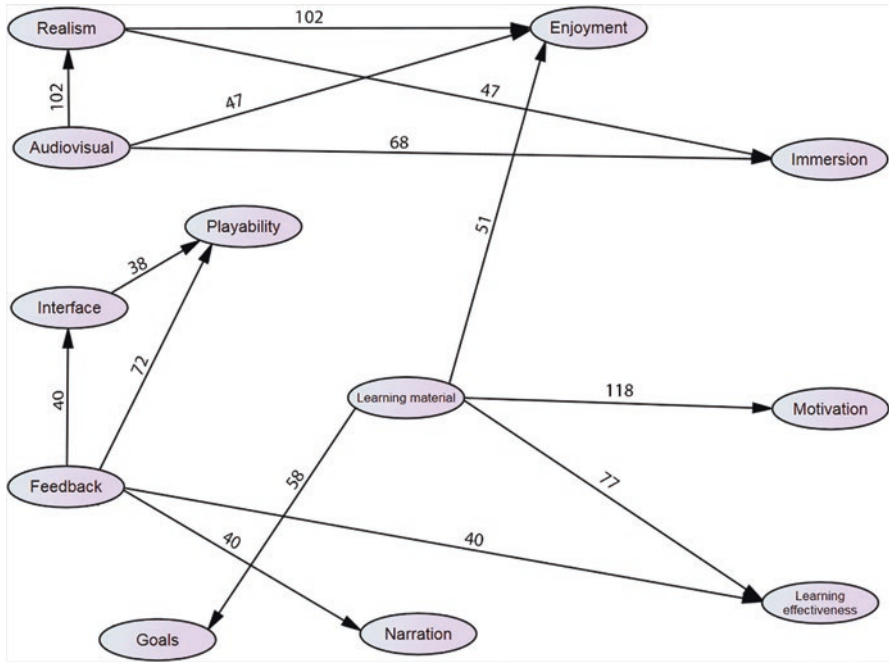 Realism
102
Enjoyment
102
47
47
Audiovisual
68
Immersion
Playability
51
38
Interface
72
40
Learning material
118
Motivation
58
77
Feedback
40
40
Learning
effectiveness
Goals
Narration